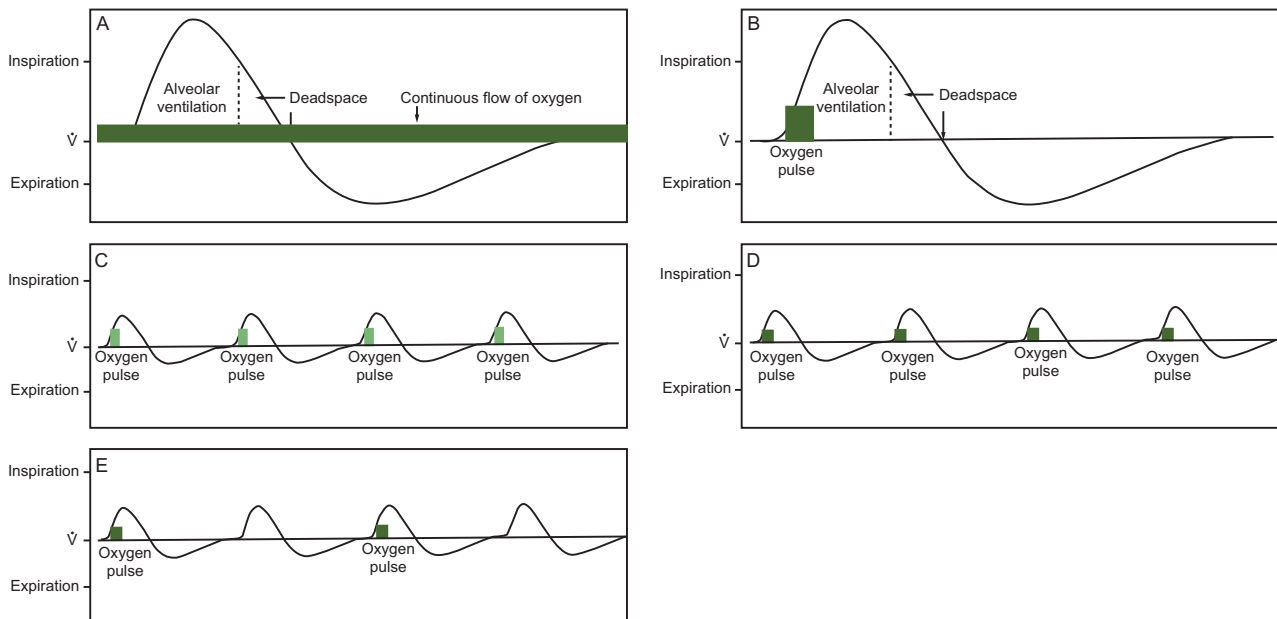 A
Inspiration
Alveolar
ventilation
Deadspace
Continuous flow of oxygen
V̇
Expiration
B
Inspiration
Alveolar
ventilation
Deadspace
V̇
Oxygen
pulse
Expiration
C
Inspiration
V̇
Oxygen
pulse
Oxygen
pulse
Oxygen
pulse
Oxygen
pulse
Expiration
D
Inspiration
V̇
Oxygen
pulse
Oxygen
pulse
Oxygen
pulse
Oxygen
pulse
Expiration
E
Inspiration
V̇
Oxygen
pulse
Oxygen
pulse
Expiration